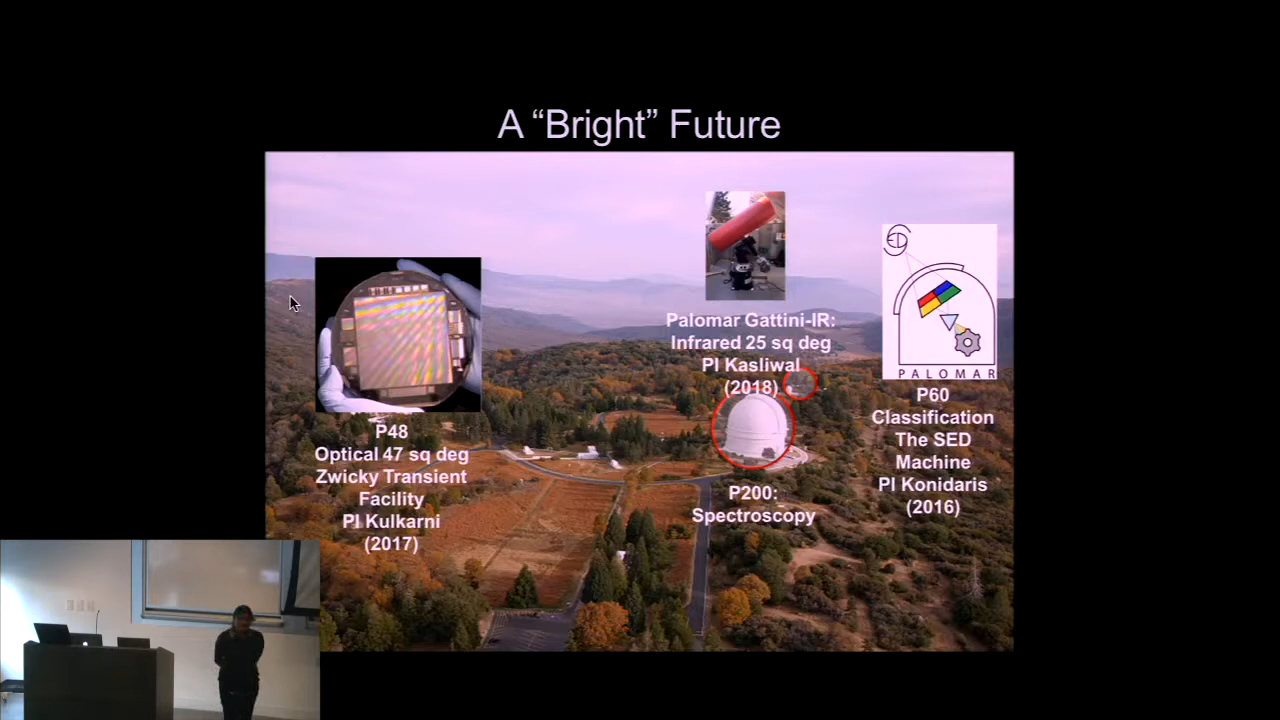 A “Bright” Future
P48
Optical 47 sq deg
Zwicky Transient
Facility
PI Kulkarni
(2017)
Palomar Gattini-IR:
Infrared 25 sq deg
PI Kasliwal
(2018)
P200:
Spectroscopy
SED
PALOMAR
P60
Classification
The SED
Machine
PI Konidaris
(2016)